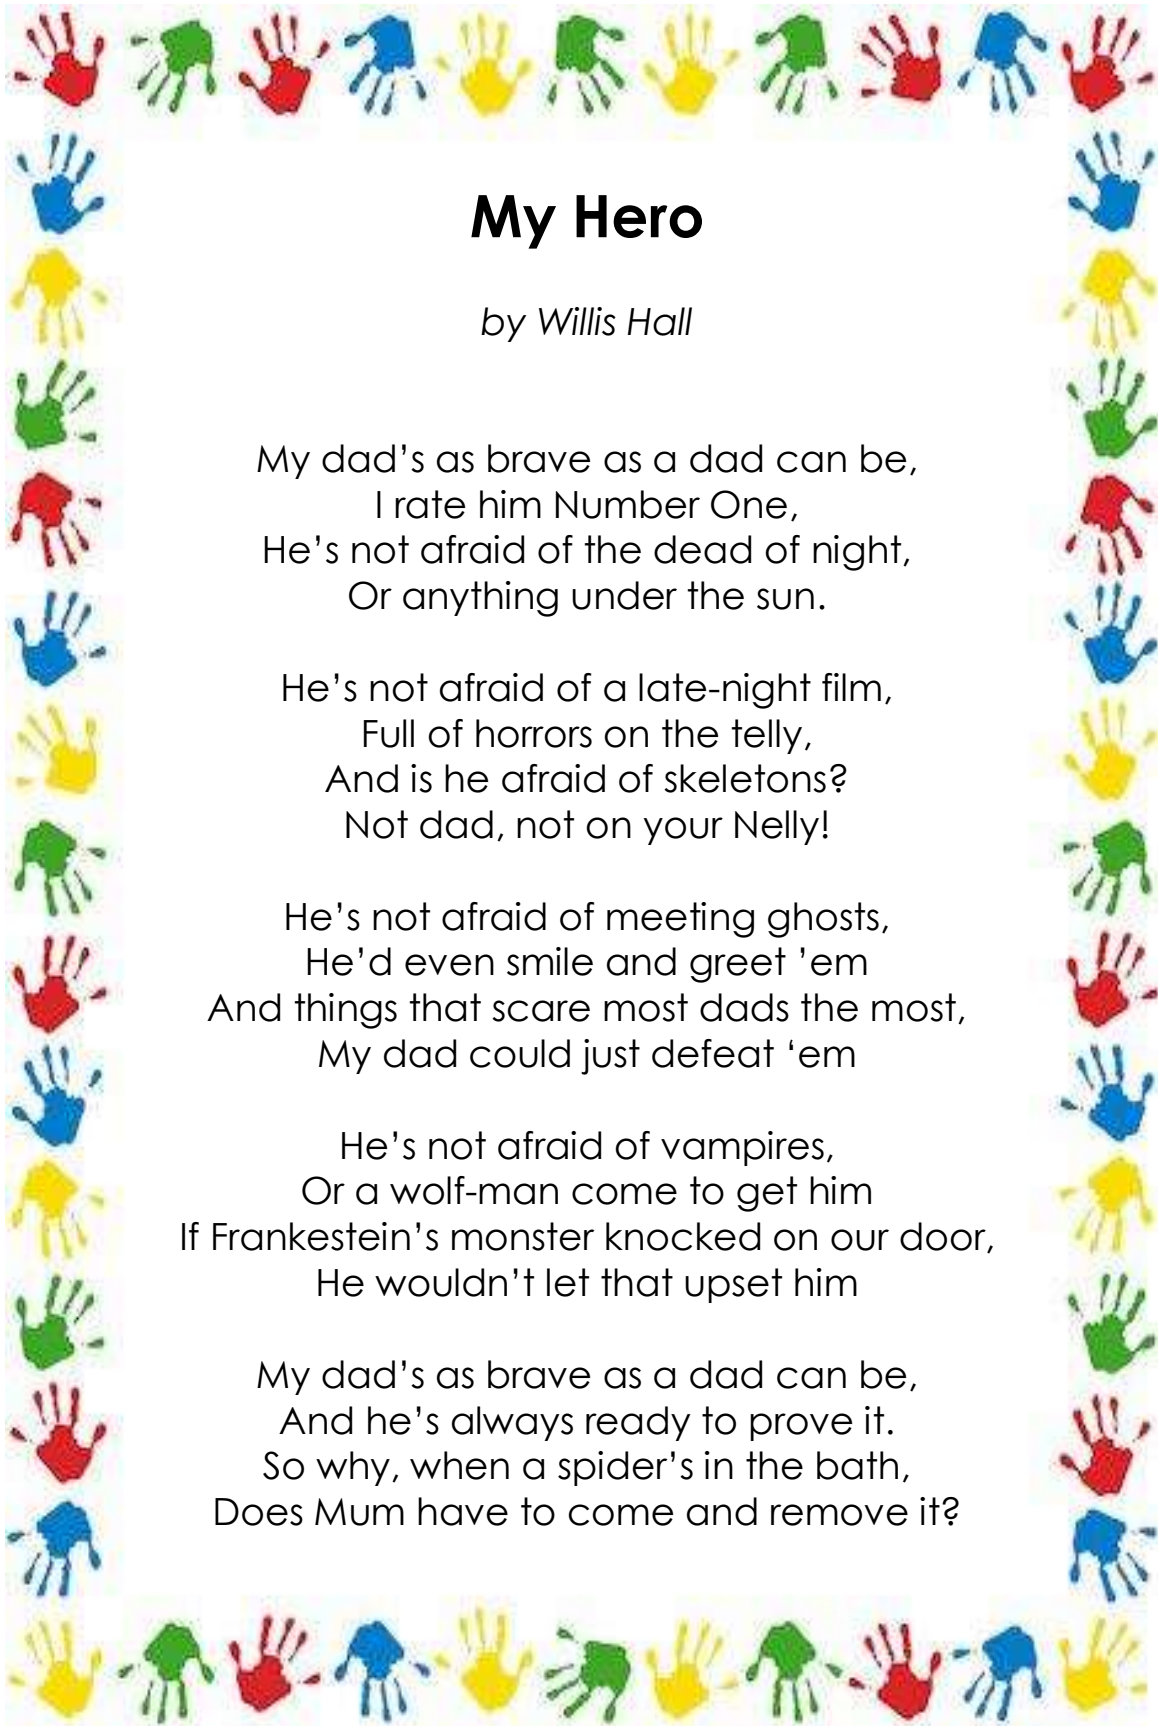 My Hero
by Willis Hall
My dad’s as brave as a dad can be,
I rate him Number One,
He’s not afraid of the dead of night,
Or anything under the sun.
He’s not afraid of a late-night film,
Full of horrors on the telly,
And is he afraid of skeletons?
Not dad, not on your Nelly!
He’s not afraid of meeting ghosts,
He’d even smile and greet ’em
And things that scare most dads the most,
My dad could just defeat ‘em
He’s not afraid of vampires,
Or a wolf-man come to get him
If Frankestein’s monster knocked on our door,
He wouldn’t let that upset him
My dad’s as brave as a dad can be,
And he’s always ready to prove it.
So why, when a spider’s in the bath,
Does Mum have to come and remove it?